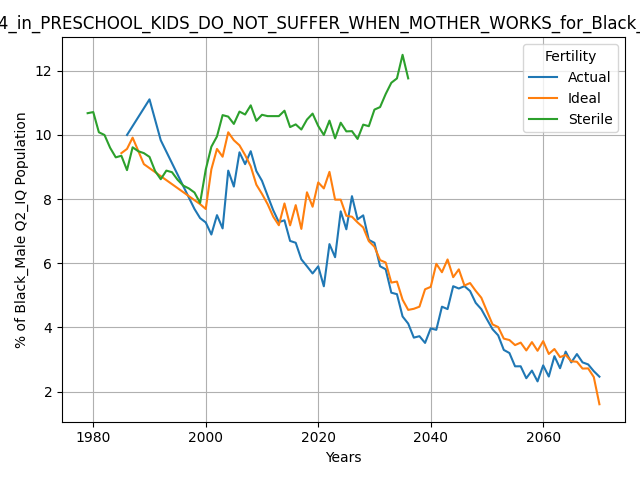 4_in_PRESCHOOL_KIDS_DO_NOT_SUFFER_WHEN_MOTHER_WORKS_for_Black_
Fertility
Actual
Ideal
Sterile
12
10
8
6
4
2
% of Black_Male Q2_IQ Population
1980
2000
2020
2040
2060
Years